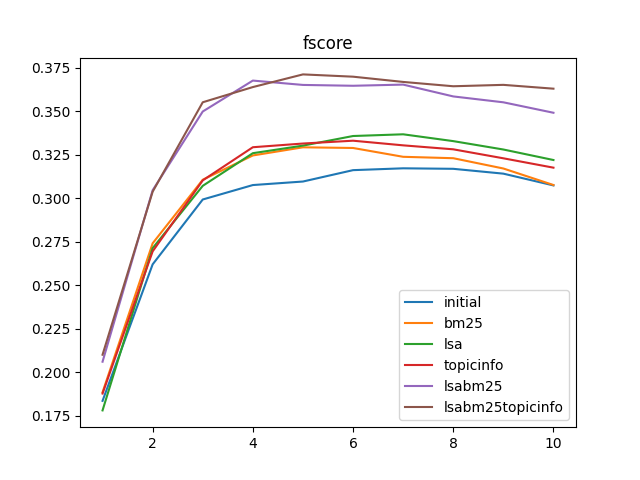 fscore
0.375
0.350
0.325
0.300
0.275
0.250
0.225
0.200
0.175
2 4 6 8 10
initial
bm25
lsa
topicinfo
lsabm25
lsabm25topicinfo